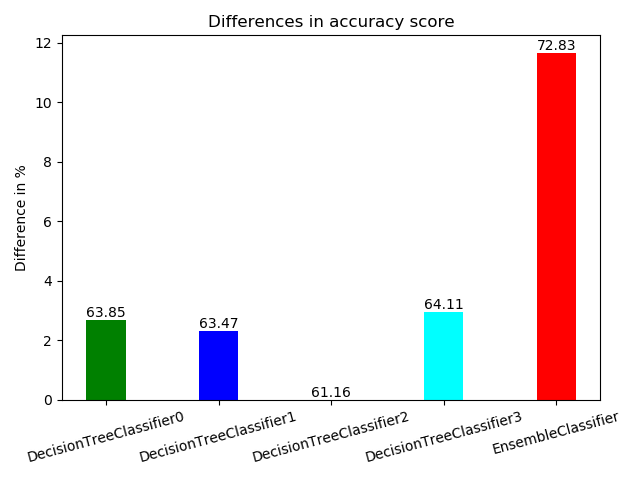 Differences in accuracy score
Difference in %
12
10
8
6
4
2
0
63.85
63.47
61.16
64.11
72.83
DecisionTreeClassifier0
DecisionTreeClassifier1
DecisionTreeClassifier2
DecisionTreeClassifier3
EnsembleClassifier